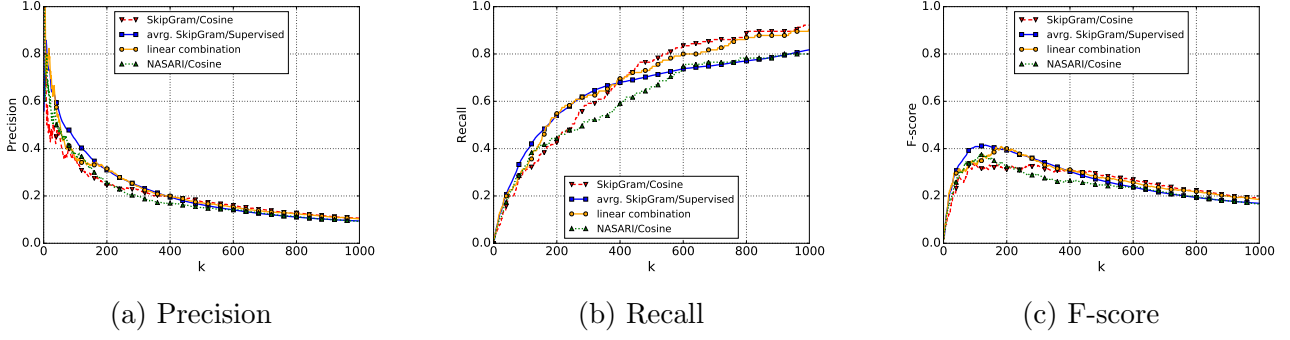 1.0
0.8
0.6
0.4
0.2
0.0
Precision
SkipGram/Cosine
avrg. SkipGram/Supervised
linear combination
NASARI/Cosine
0 200 400 600 800 1000
k
(a) Precision
1.0
0.8
0.6
0.4
0.2
0.0
Recall
SkipGram/Cosine
avrg. SkipGram/Supervised
linear combination
NASARI/Cosine
0 200 400 600 800 1000
k
(b) Recall
1.0
0.8
0.6
0.4
0.2
0.0
F-score
SkipGram/Cosine
avrg. SkipGram/Supervised
linear combination
NASARI/Cosine
0 200 400 600 800 1000
k
(c) F-score